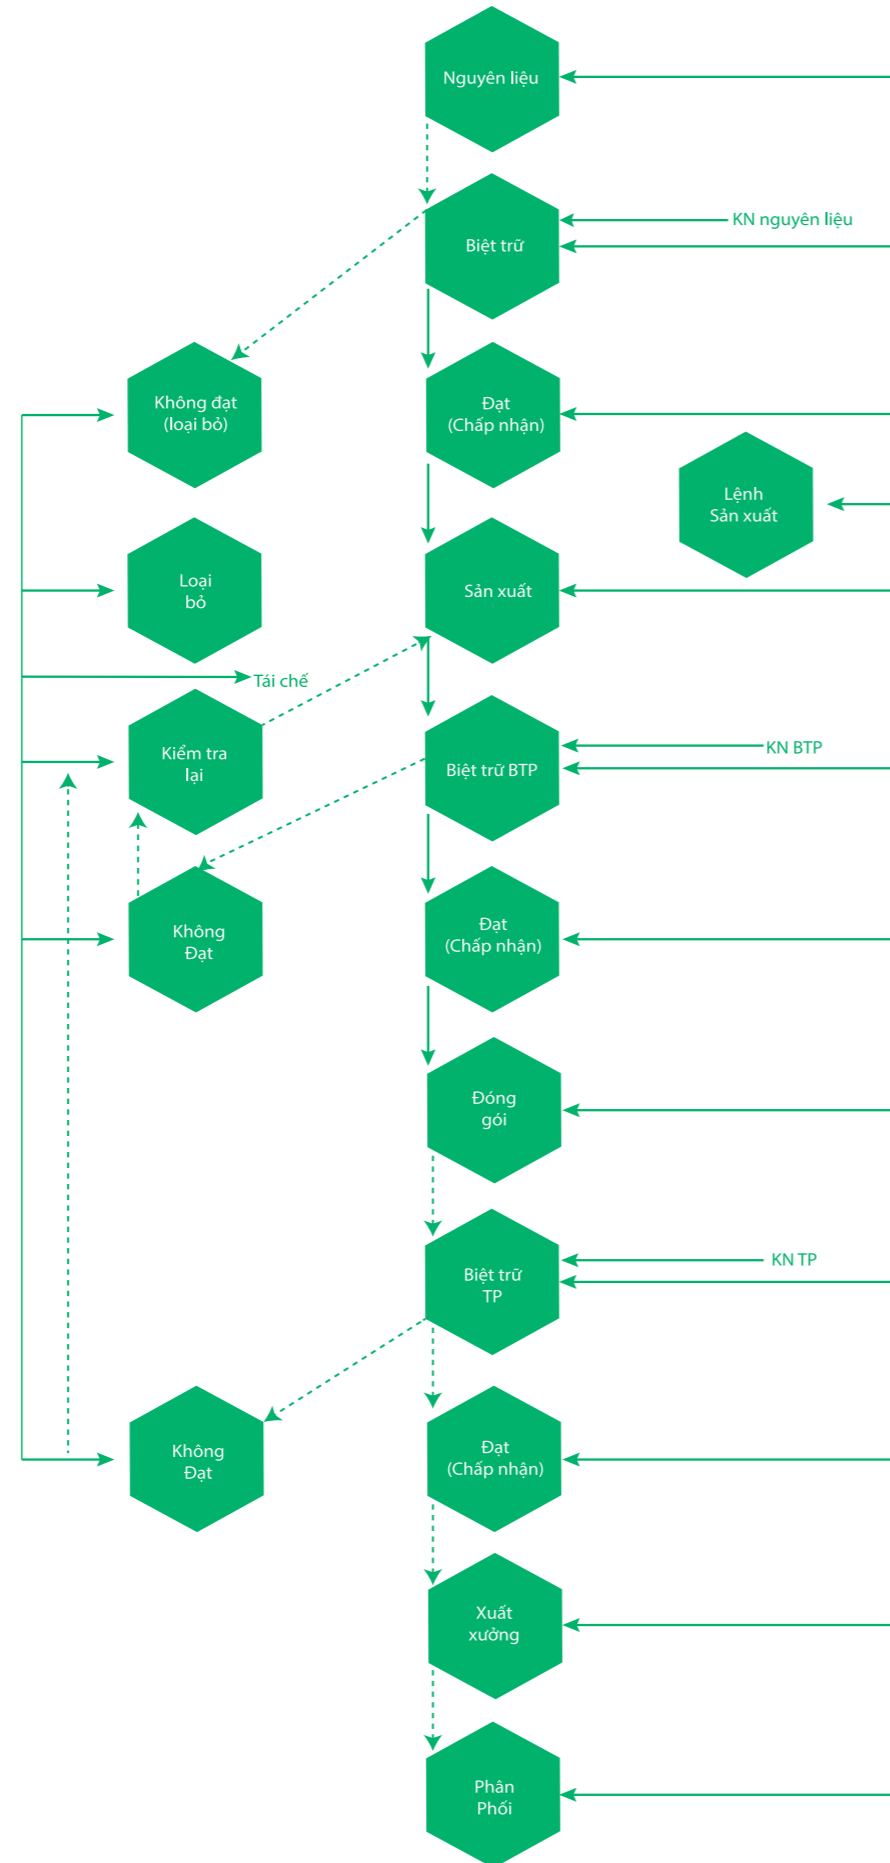 Nguyên liệu
Biệt trữ
KN nguyên liệu
Không đạt
(loại bỏ)
Đạt
(Chấp nhận)
Lệnh
Sản xuất
Loại
bỏ
Sản xuất
Tái chế
Kiểm tra
lại
Biệt trữ BTP
KN BTP
Không
Đạt
Đạt
(Chấp nhận)
Đóng
gói
Biệt trữ
TP
KN TP
Không
Đạt
Đạt
(Chấp nhận)
Xuất
xưởng
Phân
Phối